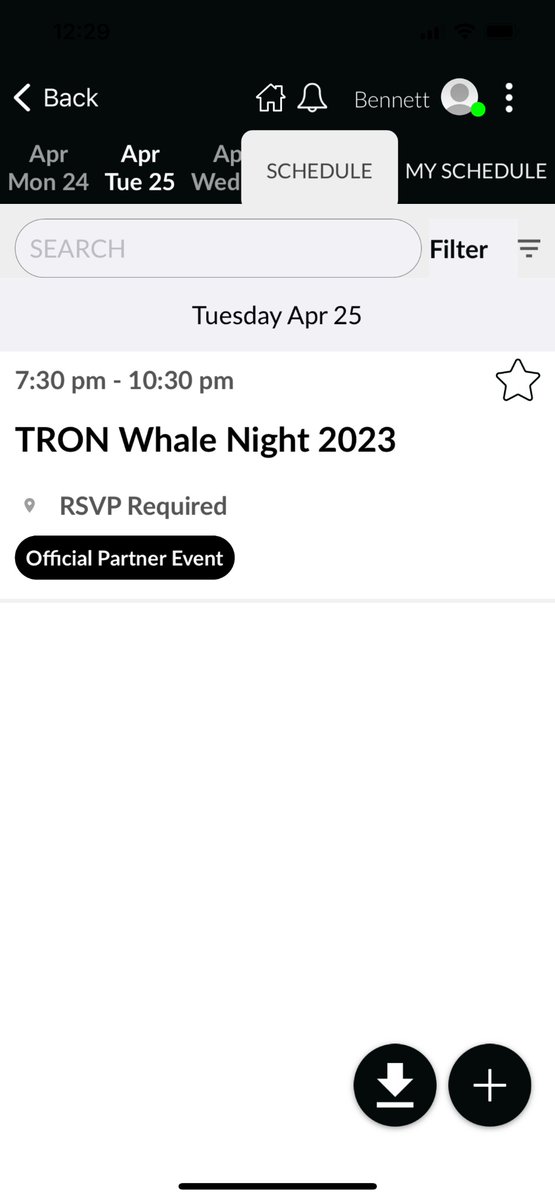 12:29
Back
Bennett
Apr
Mon 24
Apr
Tue 25
Ap
Wed
SCHEDULE
MY SCHEDULE
SEARCH
Filter
Tuesday Apr 25
7:30 pm - 10:30 pm
TRON Whale Night 2023
RSVP Required
Official Partner Event